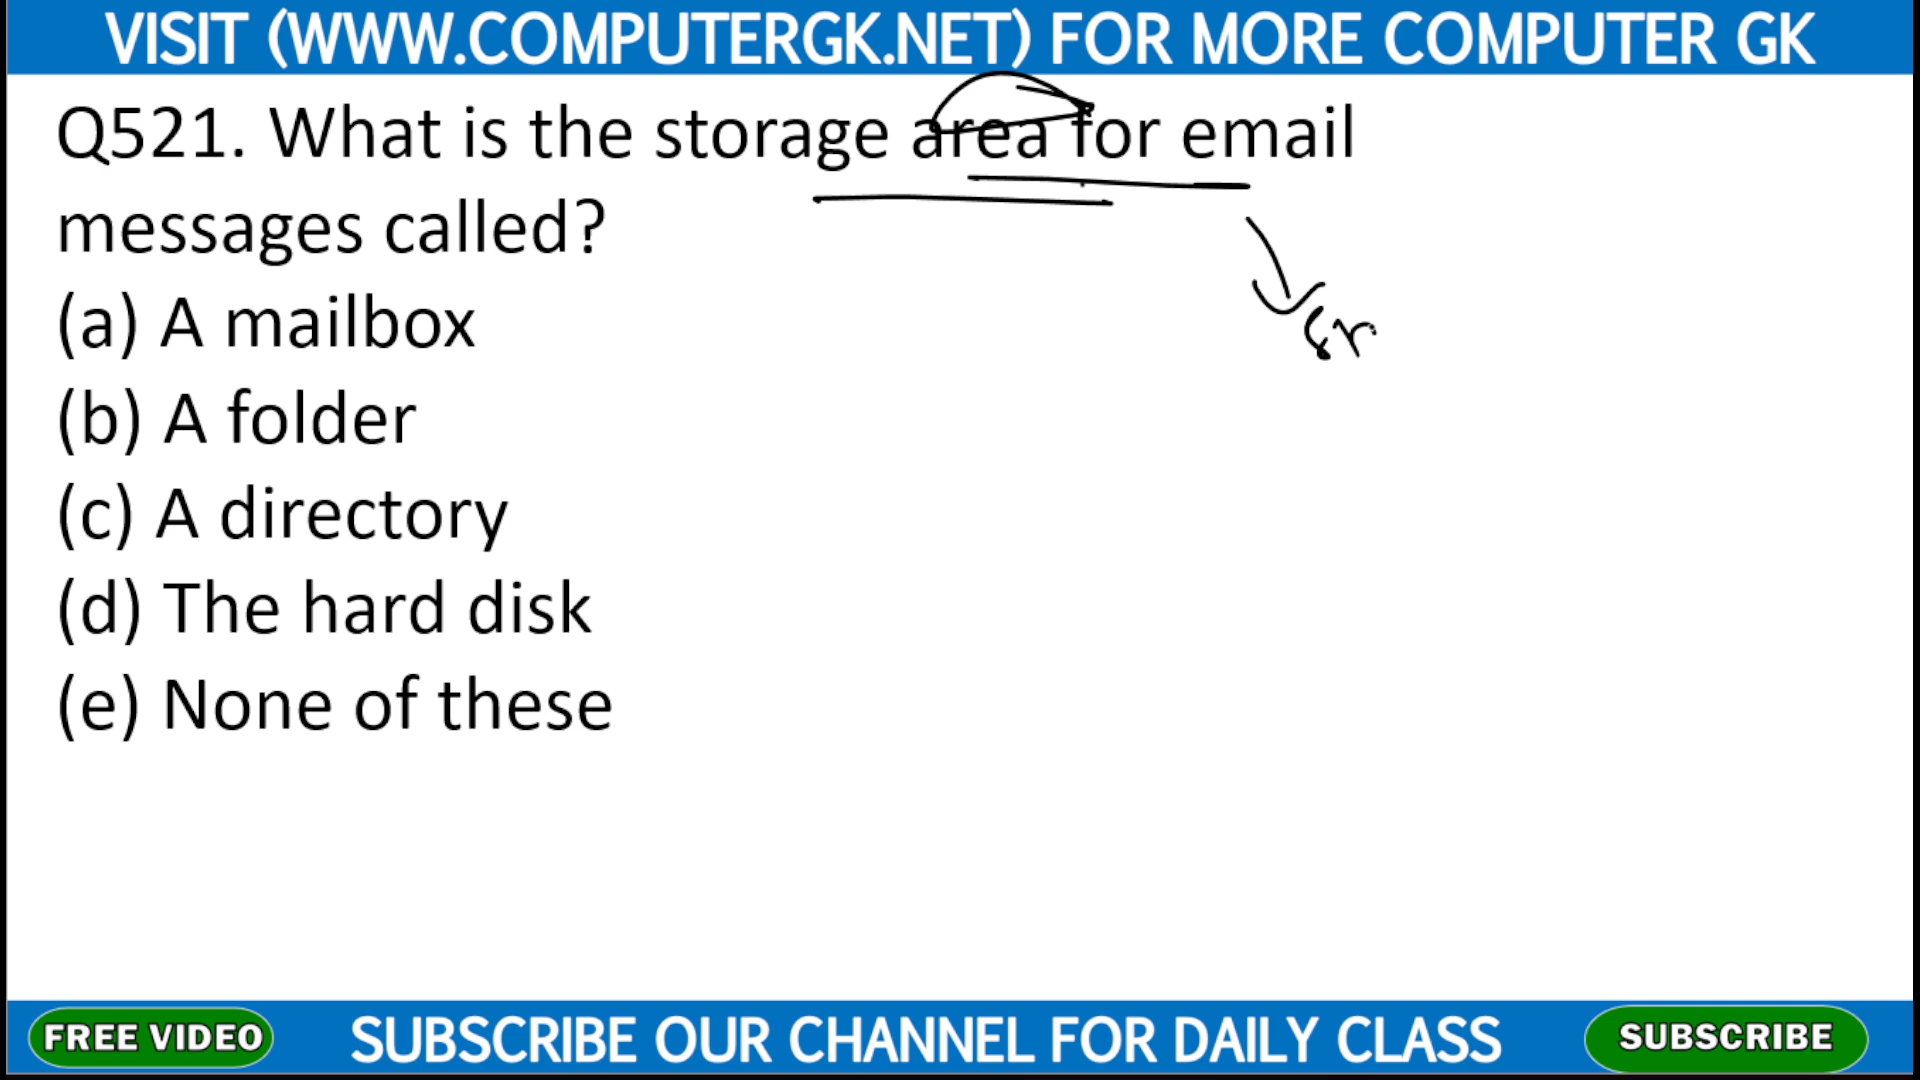 VISIT (WWW.COMPUTERGK.NET) FOR MORE COMPUTER GK
Q521. What is the storage area for email
messages called?
(a) A mailbox
(b) A folder
(c) A directory
(d) The hard disk
(e) None of these
FREE VIDEO
SUBSCRIBE OUR CHANNEL FOR DAILY CLASS
SUBSCRIBE